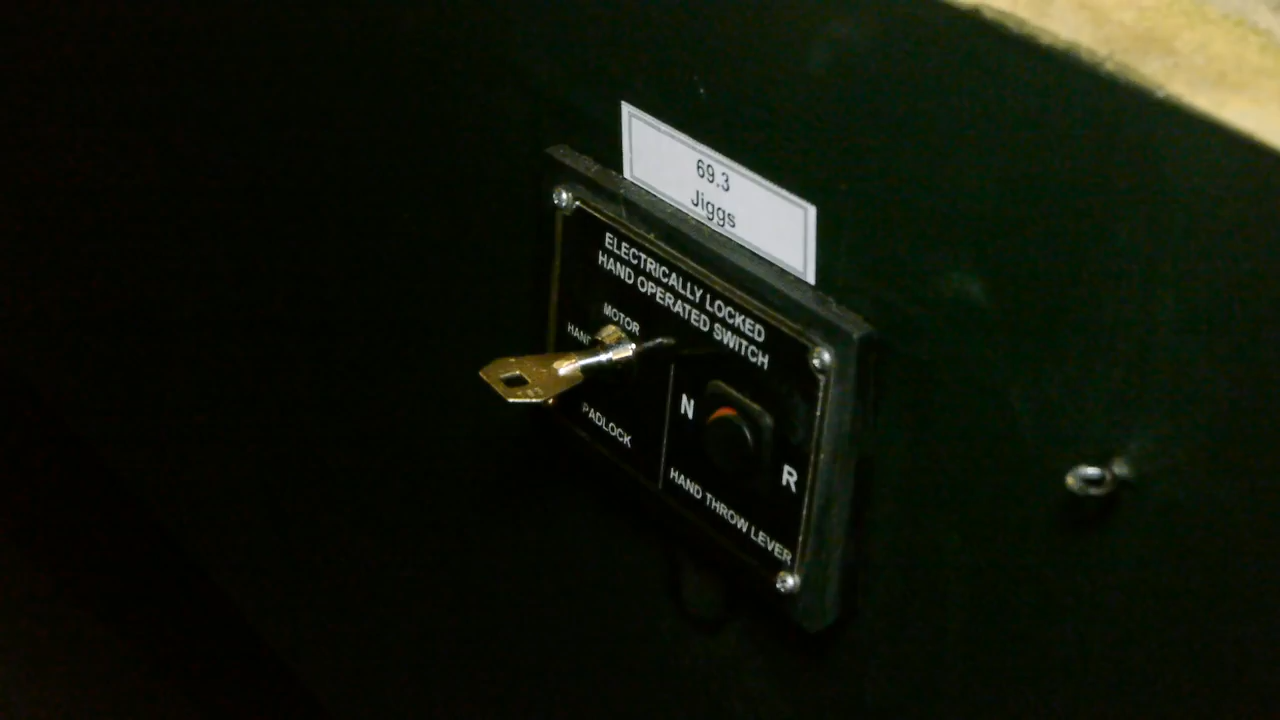 69.3
Jiggs
ELECTRICALLY LOCKED
HAND OPERATED SWITCH
MOTOR
PADLOCK
N
R
HAND THROW LEVER